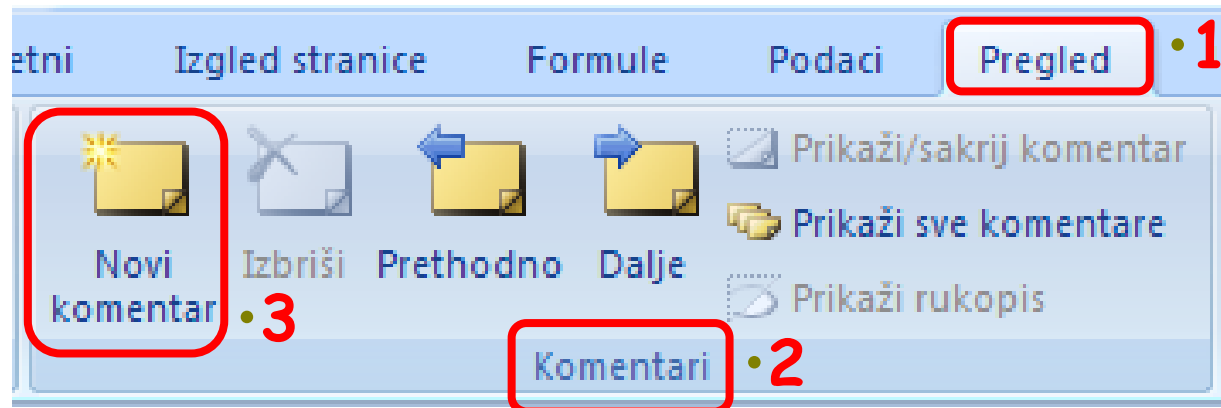 etni Izgled stranice Formule Podaci Pregled •1
Novi komentar •3
Izbriši
Prethodno
Dalje
Prikaži/sakrij komentar
Prikaži sve komentare
Prikaži rukopis
Komentari •2